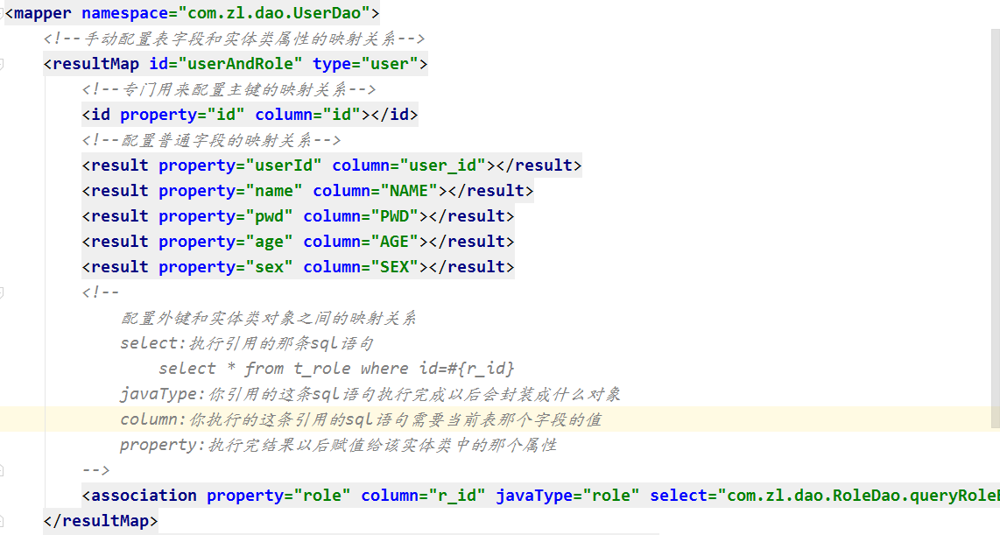 <mapper namespace="com.zl.dao.UserDao">
<!--手动配置表字段和实体类属性的映射关系-->
<resultMap id="userAndRole" type="user">
<!--专门用来配置主键的映射关系-->
<id property="id" column="id"></id>
<!--配置普通字段的映射关系-->
<result property="userId" column="user_id"></result>
<result property="name" column="NAME"></result>
<result property="pwd" column="PWD"></result>
<result property="age" column="AGE"></result>
<result property="sex" column="SEX"></result>
<!--
配置外键和实体类对象之间的映射关系
select:执行引用的那条sql语句
select * from t_role where id=#{r_id}
javaType:你引用的这条sql语句执行完成以后会封装成什么对象
column:你执行的这条引用的sql语句需要当前表那个字段的值
property:执行完结果以后赋值给该实体类中的那个属性
-->
<association property="role" column="r_id" javaType="role" select="com.zl.dao.RoleDao.queryRole
</resultMap>